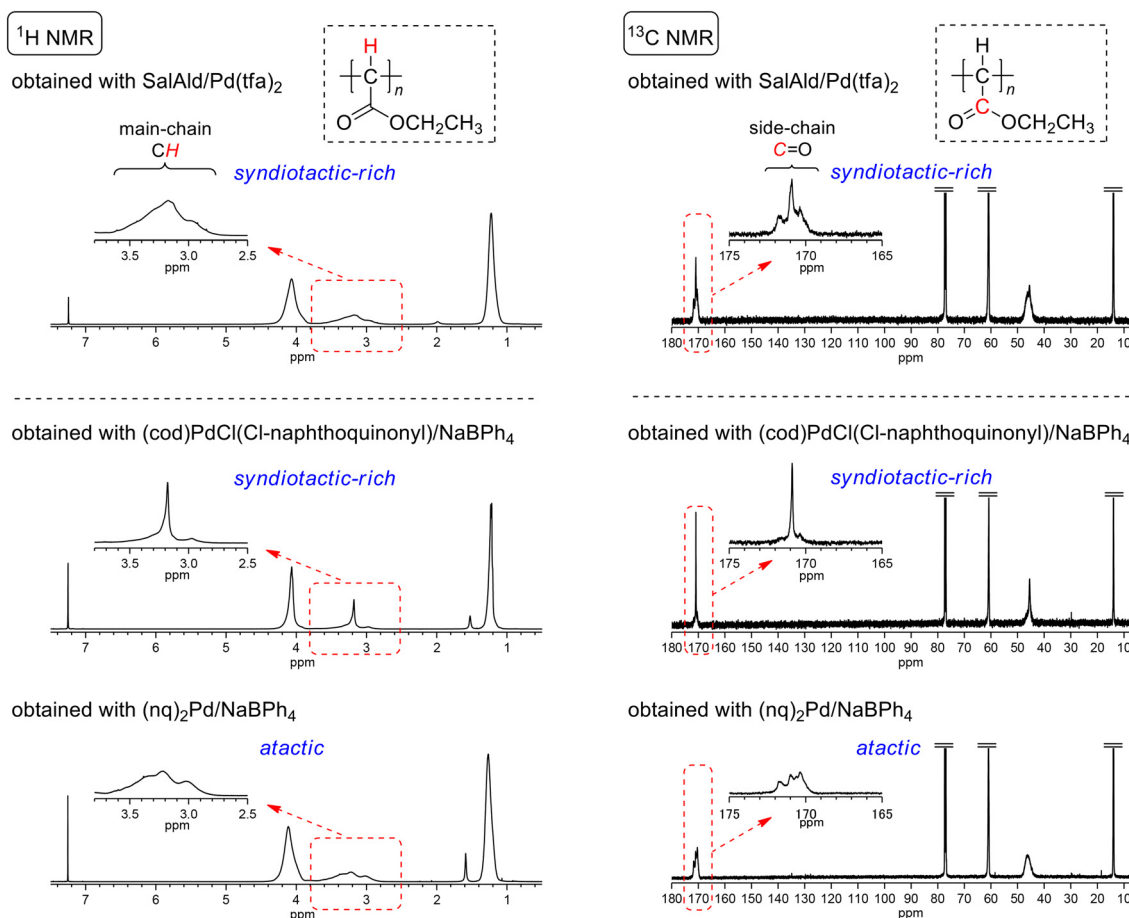 ¹H NMR
obtained with SalAld/Pd(tfa)₂
H
C
n
O
OCH₂CH₃
main-chain
CH
syndiotactic-rich
3.5 3.0 2.5
ppm
7 6 5 4 3 2 1
ppm
obtained with (cod)PdCl(Cl-naphthoquinonyl)/NaBPh₄
syndiotactic-rich
3.5 3.0 2.5
ppm
7 6 5 4 3 2 1
ppm
obtained with (nq)₂Pd/NaBPh₄
atactic
3.5 3.0 2.5
ppm
7 6 5 4 3 2 1
ppm
¹³C NMR
obtained with SalAld/Pd(tfa)₂
H
C
n
C
O
OCH₂CH₃
side-chain
C=O
syndiotactic-rich
175 170 165
ppm
180 170 160 150 140 130 120 110 100 90 80 70 60 50 40 30 20 10
ppm
obtained with (cod)PdCl(Cl-naphthoquinonyl)/NaBPh₄
syndiotactic-rich
175 170 165
ppm
180 170 160 150 140 130 120 110 100 90 80 70 60 50 40 30 20 10
ppm
obtained with (nq)₂Pd/NaBPh₄
atactic
175 170 165
ppm
180 170 160 150 140 130 120 110 100 90 80 70 60 50 40 30 20 10
ppm